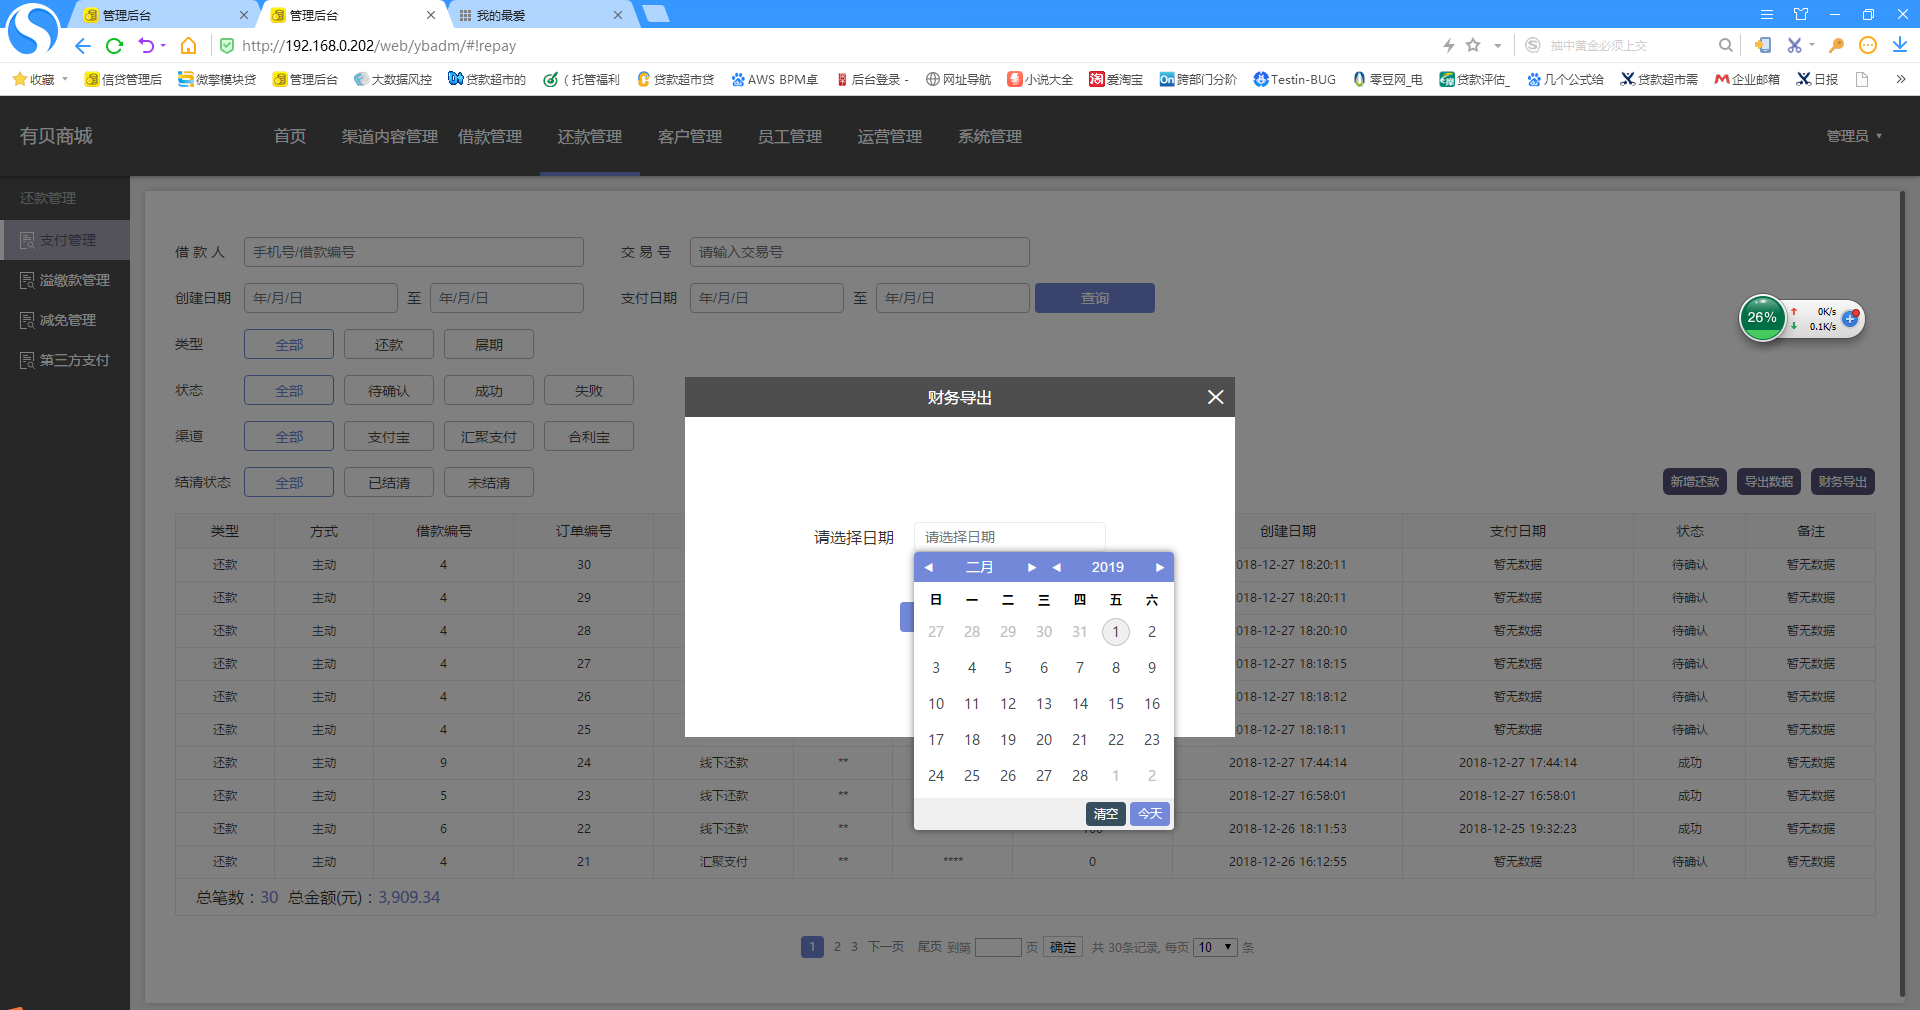 管理后台 管理后台 我的最爱
http://192.168.0.202/web/ybadm/#!repay 抽中黄金必须上交
收藏 信贷管理后 微擎模块贷 管理后台 大数据风控 贷款超市的 ( 托管福利 贷款超市贷 AWS BPM卓 后台登录 - 网址导航 小说大全 爱淘宝 跨部门分阶 Testin-BUG 零豆网_电 贷款评估_ 几个公式给 贷款超市需 企业邮箱 日报
有贝商城 首页 渠道内容管理 借款管理 还款管理 客户管理 员工管理 运营管理 系统管理 管理员
还款管理
支付管理
溢缴款管理
减免管理
第三方支付
借 款 人 手机号/借款编号 交 易 号 请输入交易号
创建日期 年/月/日 至 年/月/日 支付日期 年/月/日 至 年/月/日 查询
26% 0K/s
0.1K/s
类型 全部 还款 展期
状态 全部 待确认 成功 失败
渠道 全部 支付宝 汇聚支付 合利宝
结清状态 全部 已结清 未结清
新增还款 导出数据 财务导出
财务导出
请选择日期 请选择日期
二月 2019
日 一 二 三 四 五 六
27 28 29 30 31 1 2
3 4 5 6 7 8 9
10 11 12 13 14 15 16
17 18 19 20 21 22 23
24 25 26 27 28 1 2
清空 今天
类型 方式 借款编号 订单编号 创建日期 支付日期 状态 备注
还款 主动 4 30 018-12-27 18:20:11 暂无数据 待确认 暂无数据
还款 主动 4 29 018-12-27 18:20:11 暂无数据 待确认 暂无数据
还款 主动 4 28 018-12-27 18:20:10 暂无数据 待确认 暂无数据
还款 主动 4 27 018-12-27 18:18:15 暂无数据 待确认 暂无数据
还款 主动 4 26 018-12-27 18:18:12 暂无数据 待确认 暂无数据
还款 主动 4 25 018-12-27 18:18:11 暂无数据 待确认 暂无数据
还款 主动 9 24 线下还款 ** 2018-12-27 17:44:14 2018-12-27 17:44:14 成功 暂无数据
还款 主动 5 23 线下还款 ** 2018-12-27 16:58:01 2018-12-27 16:58:01 成功 暂无数据
还款 主动 6 22 线下还款 ** 2018-12-26 18:11:53 2018-12-25 19:32:23 成功 暂无数据
还款 主动 4 21 汇聚支付 ** **** 0 2018-12-26 16:12:55 暂无数据 待确认 暂无数据
总笔数：30 总金额(元)：3,909.34
1 2 3 下一页 尾页 到第 页 确定 共 30条记录, 每页 10 条